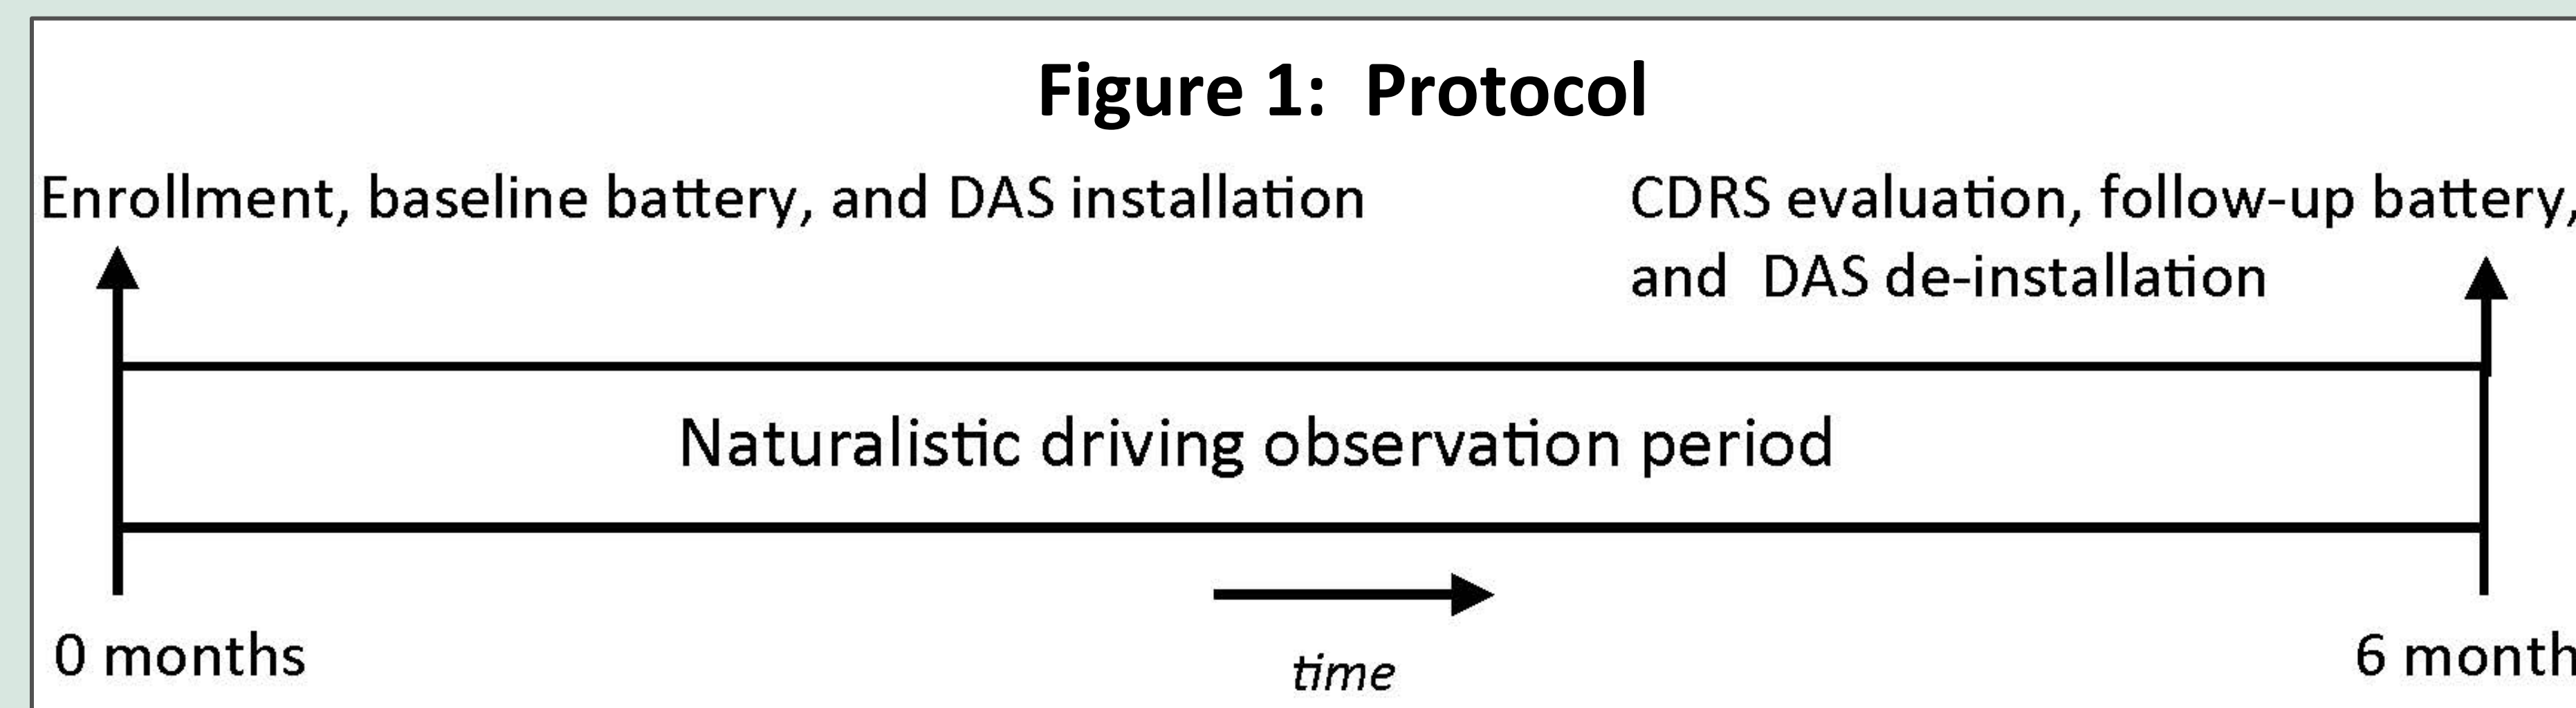 Figure 1:  Protocol
Enrollment, baseline battery, and DAS installation
CDRS evaluation, follow-up battery,
and  DAS de-installation
Naturalistic driving observation period
time
0 months
6 month